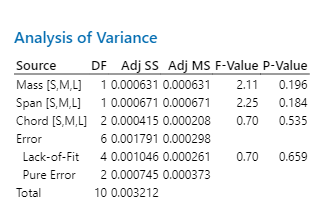 Analysis of Variance
Source DF Adj SS Adj MS F-Value P-Value
Mass [S,M,L] 1 0.000631 0.000631 2.11 0.196
Span [S,M,L] 1 0.000671 0.000671 2.25 0.184
Chord [S,M,L] 2 0.000415 0.000208 0.70 0.535
Error 6 0.001791 0.000298
Lack-of-Fit 4 0.001046 0.000261 0.70 0.659
Pure Error 2 0.000745 0.000373
Total 10 0.003212